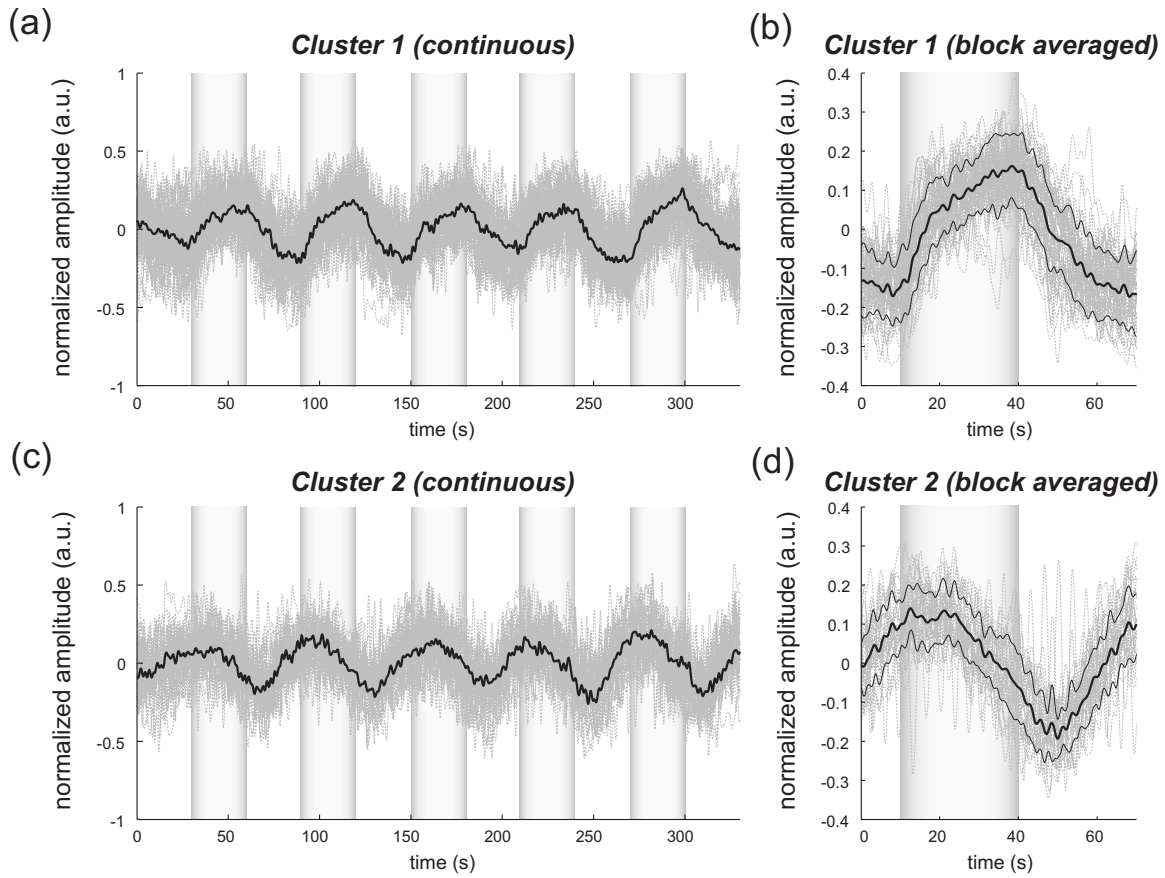 (a)
Cluster 1 (continuous)
normalized amplitude (a.u.)
1
0.5
0
-0.5
-1
0 50 100 150 200 250 300
time (s)
(b)
Cluster 1 (block averaged)
normalized amplitude (a.u.)
0.4
0.3
0.2
0.1
0
-0.1
-0.2
-0.3
-0.4
0 20 40 60
time (s)
(c)
Cluster 2 (continuous)
normalized amplitude (a.u.)
1
0.5
0
-0.5
-1
0 50 100 150 200 250 300
time (s)
(d)
Cluster 2 (block averaged)
normalized amplitude (a.u.)
0.4
0.3
0.2
0.1
0
-0.1
-0.2
-0.3
-0.4
0 20 40 60
time (s)